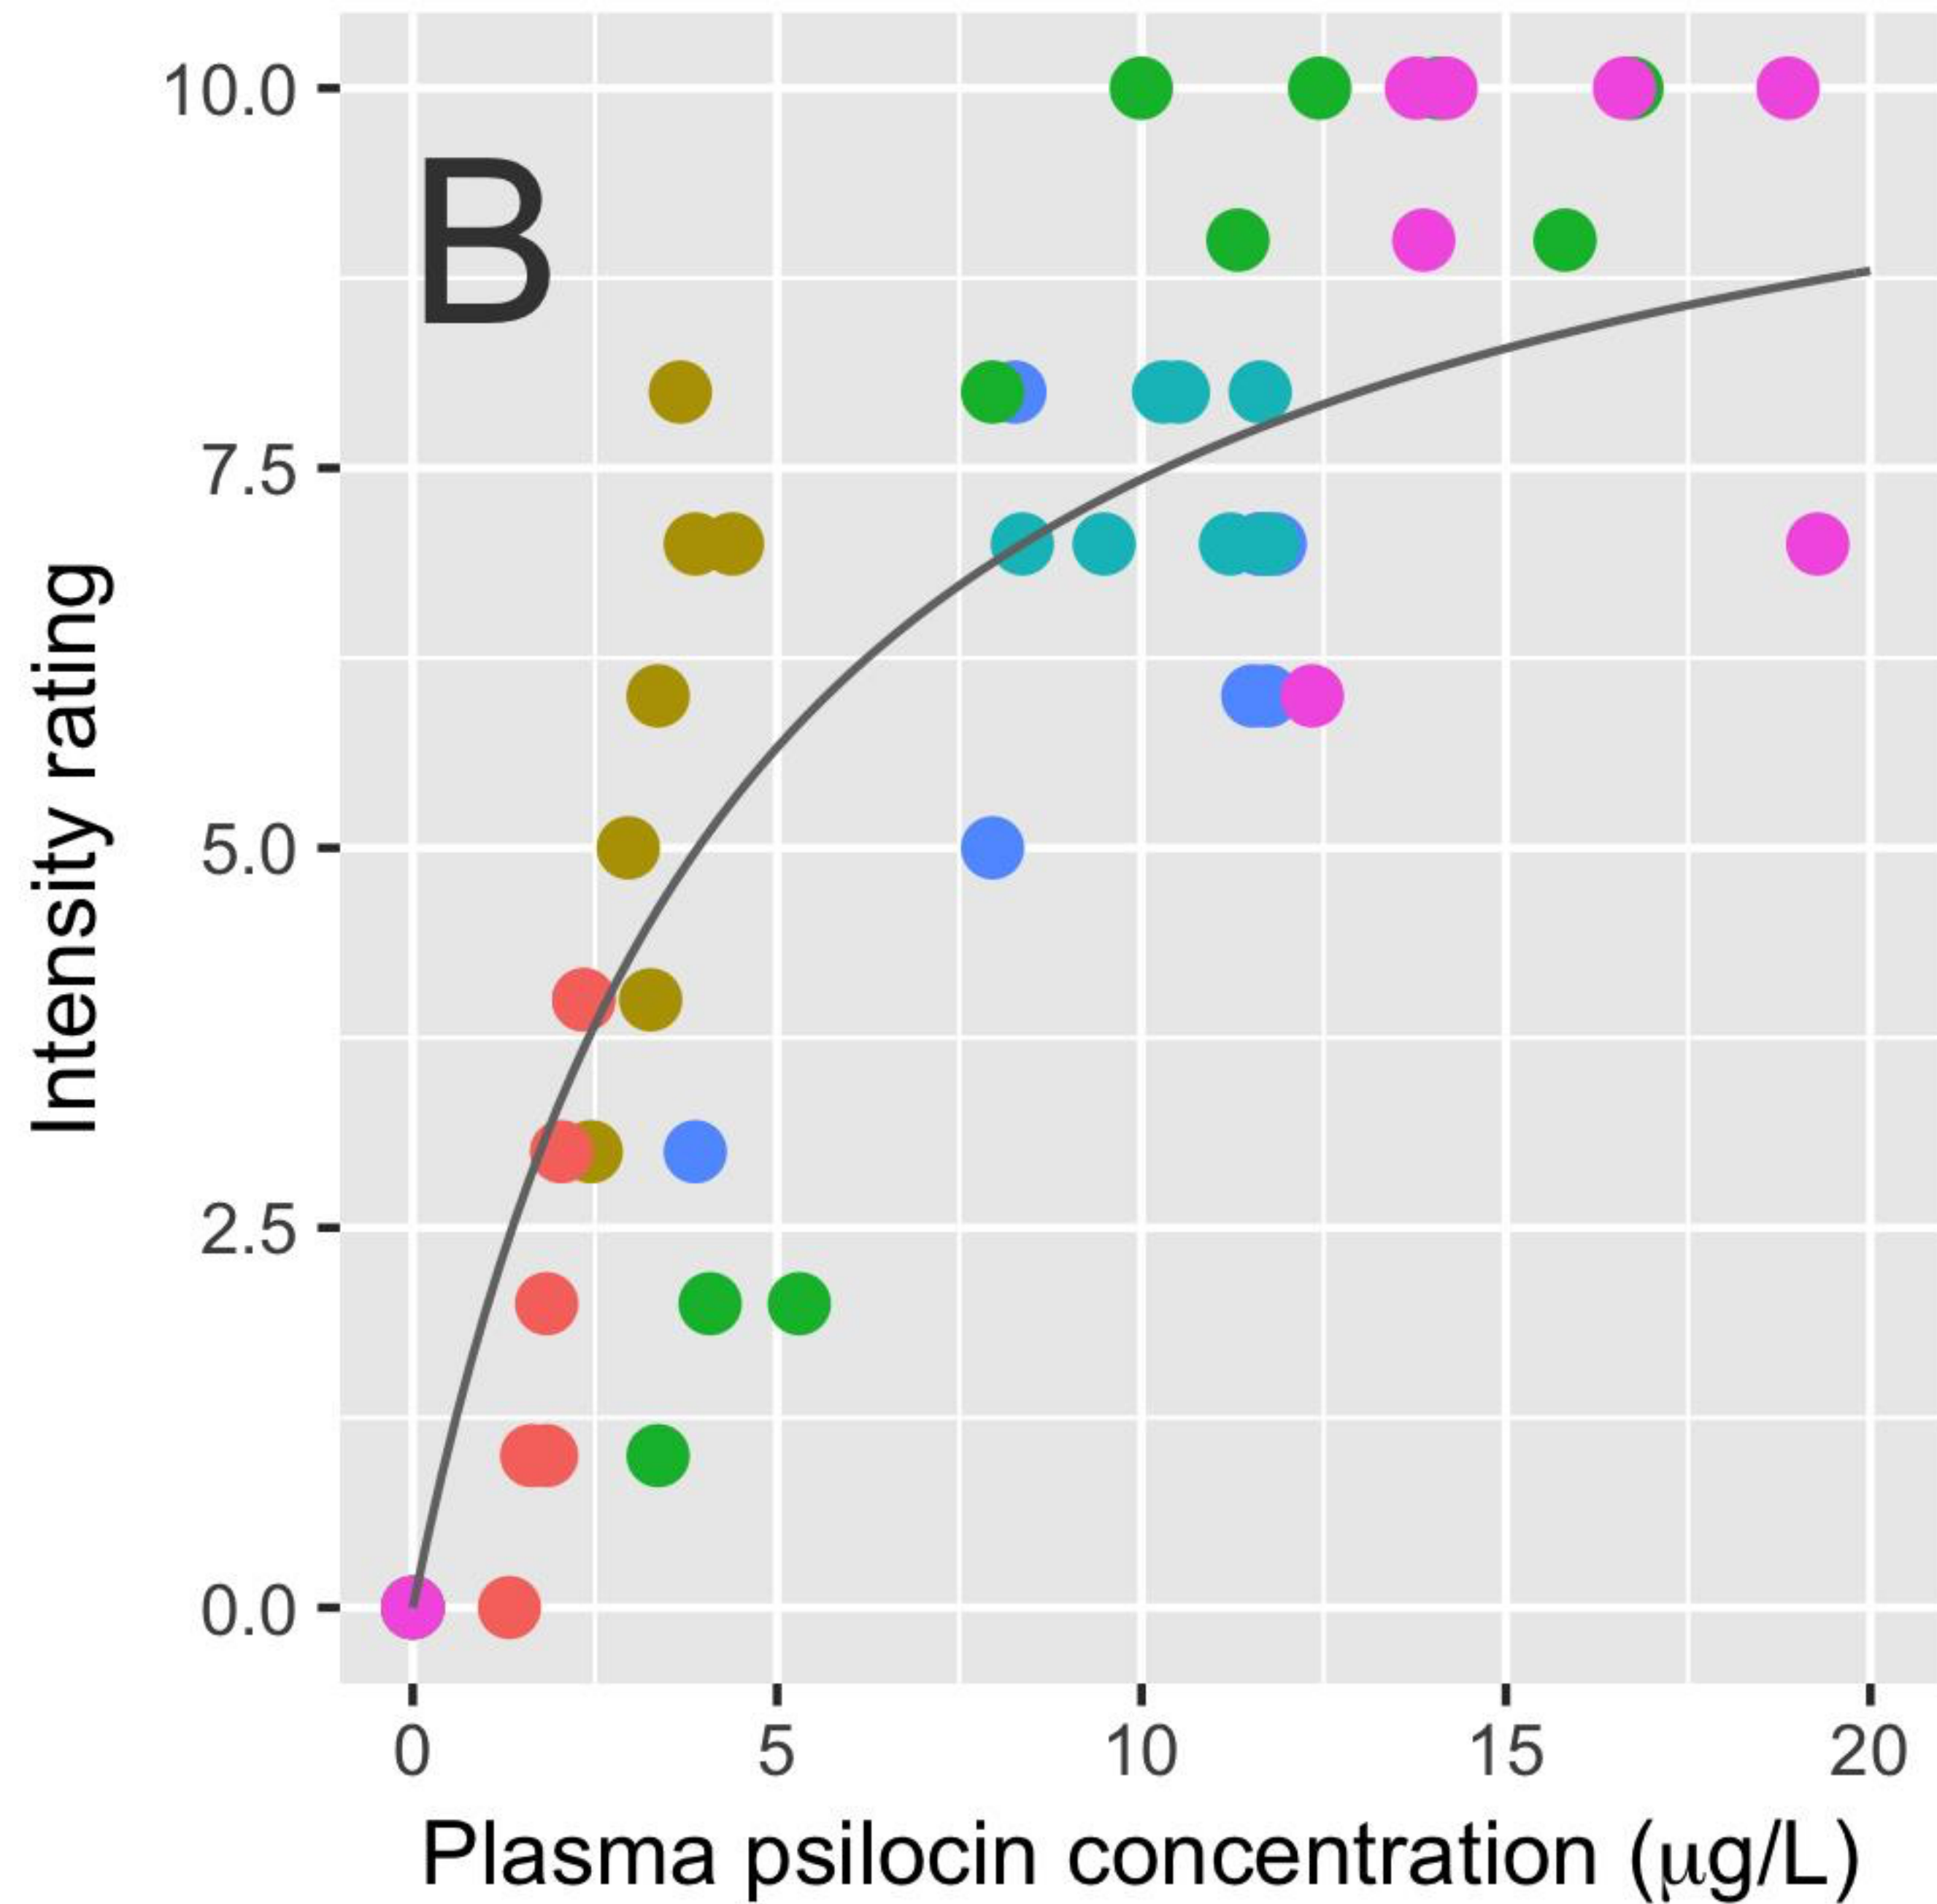 B
Intensity rating
10.0
7.5
5.0
2.5
0.0
0 5 10 15 20
Plasma psilocin concentration (μg/L)